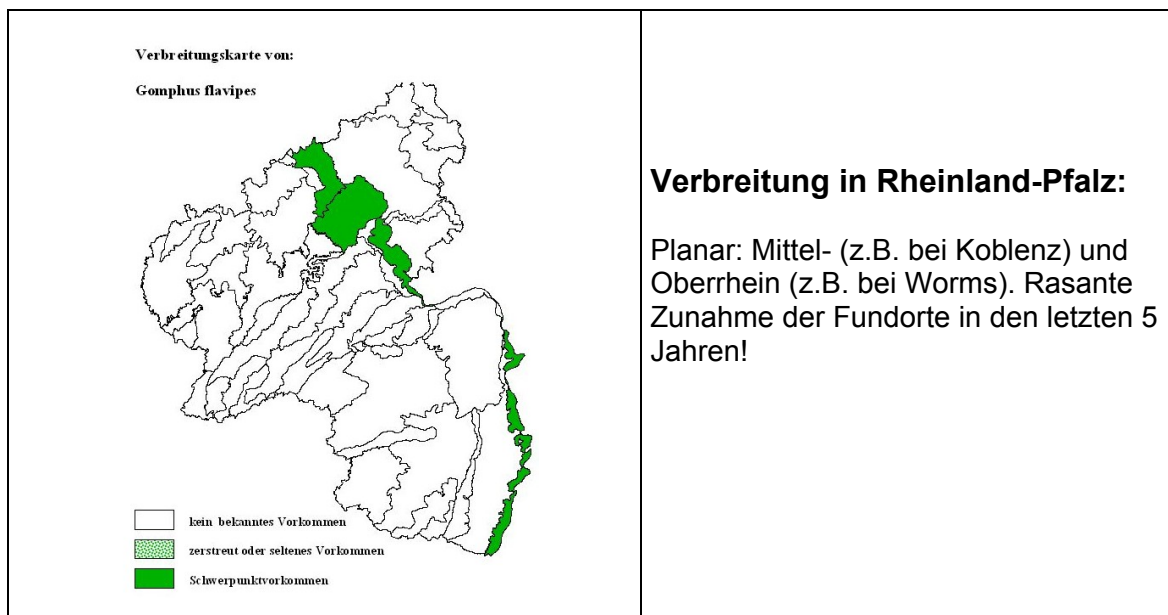 Verbreitungskarte von:
Gomphus flavipes
kein bekanntes Vorkommen
zerstreut oder seltenes Vorkommen
Schwerpunktvorkommen
Verbreitung in Rheinland-Pfalz:
Planar: Mittel- (z.B. bei Koblenz) und
Oberrhein (z.B. bei Worms). Rasante
Zunahme der Fundorte in den letzten 5
Jahren!